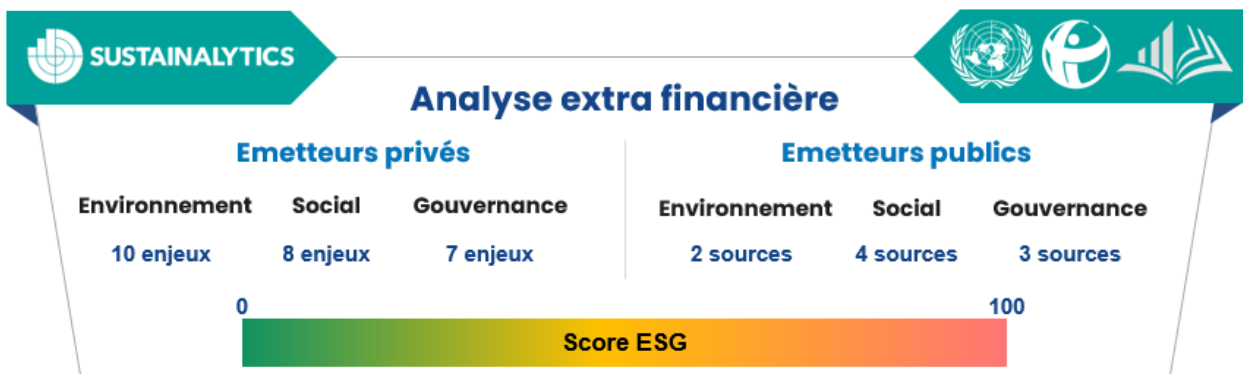 SUSTAINALYTICS
Analyse extra financière
Emetteurs privés
Emetteurs publics
Environnement Social Gouvernance
Environnement Social Gouvernance
10 enjeux 8 enjeux 7 enjeux
2 sources 4 sources 3 sources
0 100
Score ESG